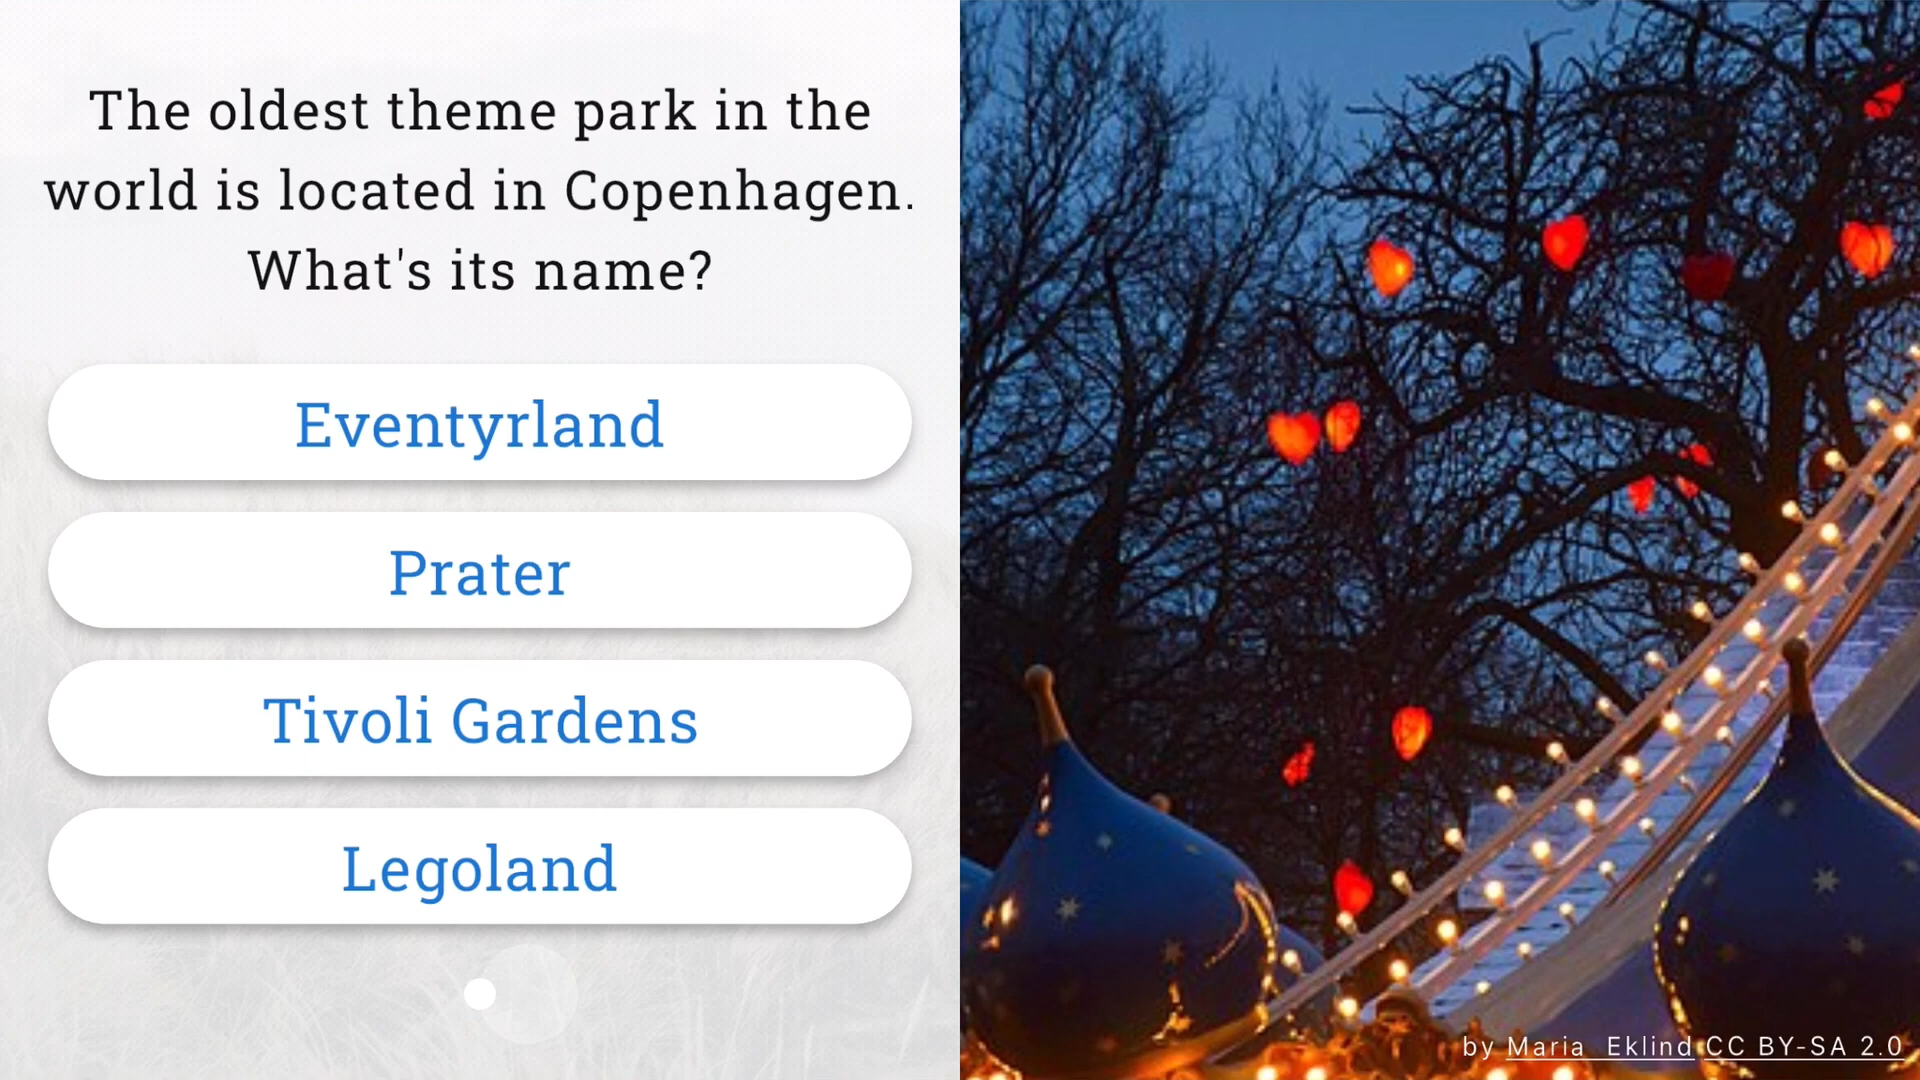 The oldest theme park in the
world is located in Copenhagen.
What's its name?
Eventyrland
Prater
Tivoli Gardens
Legoland
by Maria Eklind CC BY-SA 2.0